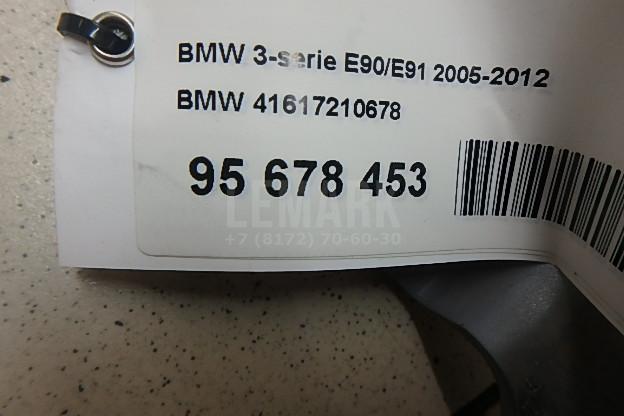 BMW 3-serie E90/E91 2005-2012
BMW 41617210678
95 678 453
LEMARK
+7 (8172) 70-60-30